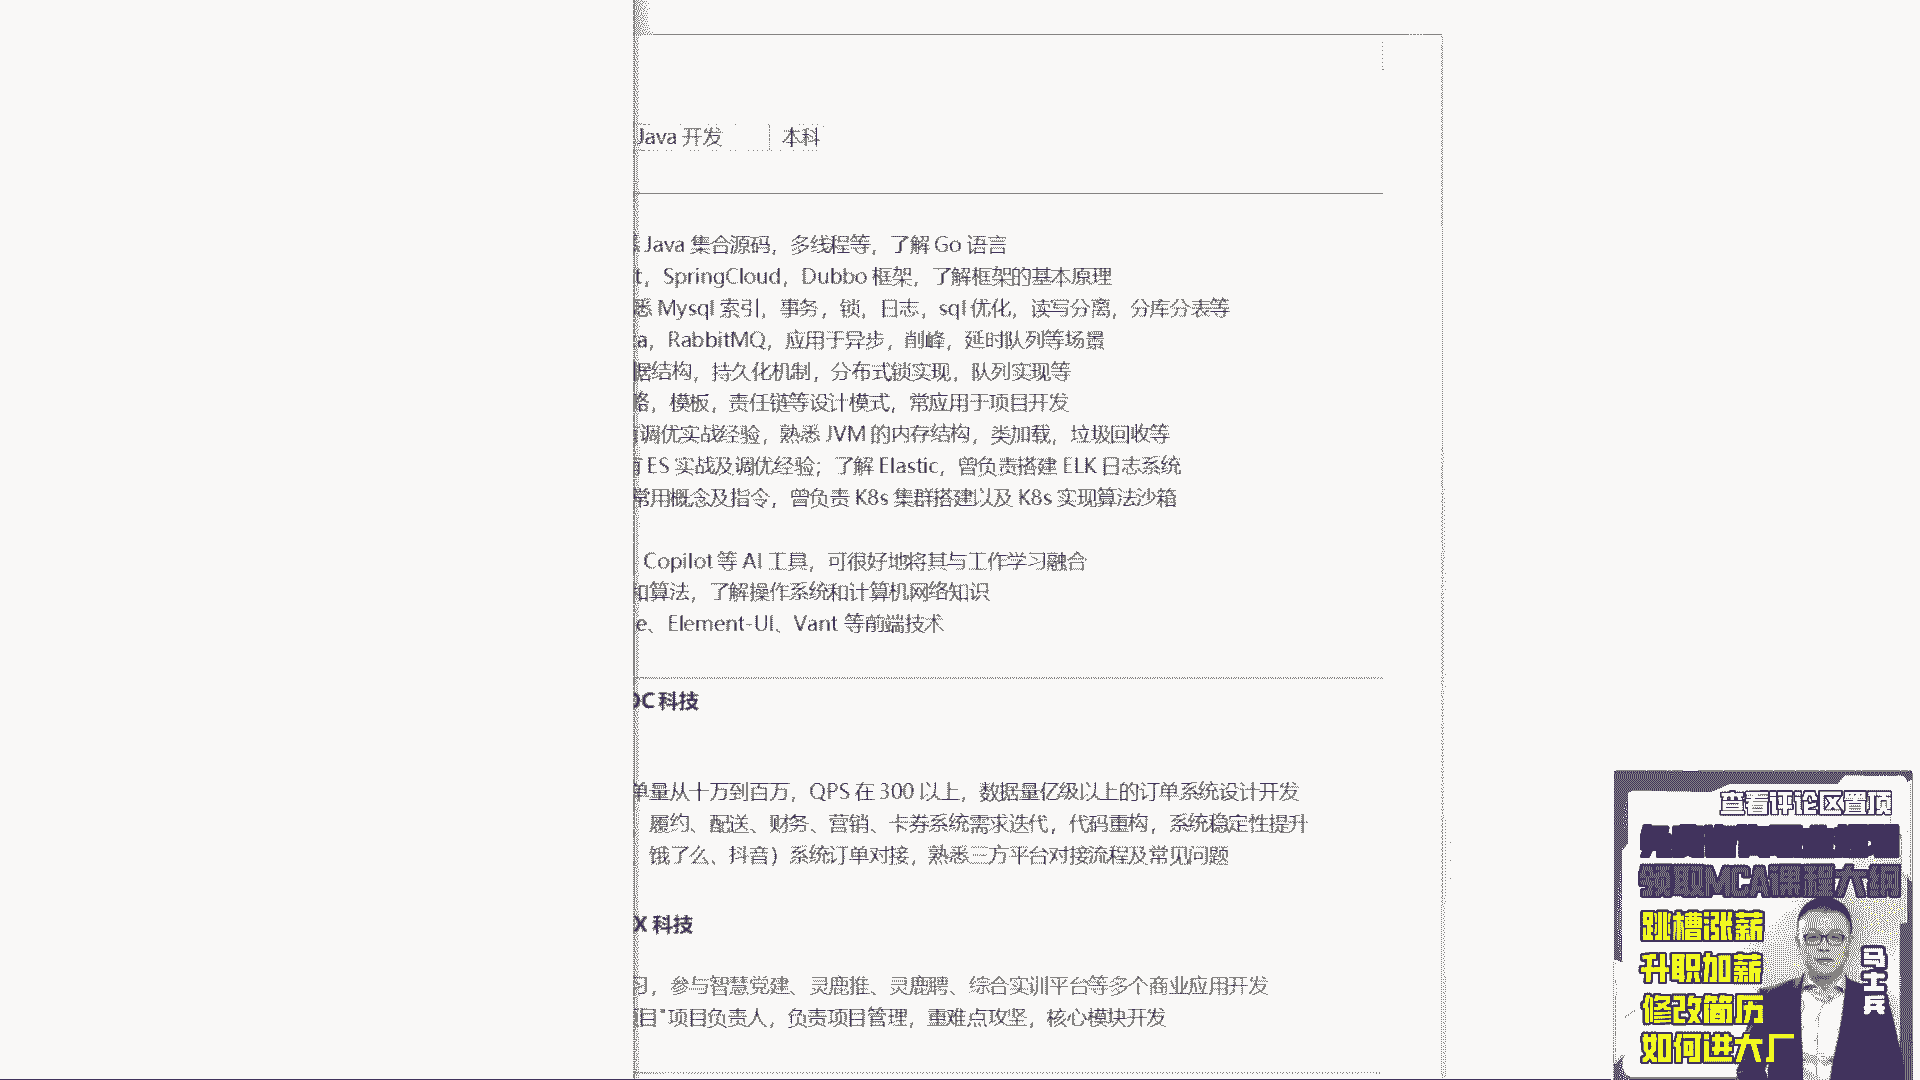 Java 开发 本科
Java 集合源码，多线程等，了解 Go 语言
t，SpringCloud，Dubbo 框架，了解框架的基本原理
悉 Mysql 索引，事务，锁，日志，sql 优化，读写分离，分库分表等
a，RabbitMQ，应用于异步，削峰，延时队列等场景
据结构，持久化机制，分布式锁实现，队列实现等
略，模板，责任链等设计模式，常应用于项目开发
调优实战经验，熟悉 JVM 的内存结构，类加载，垃圾回收等
ES 实战及调优经验；了解 Elastic，曾负责搭建 ELK 日志系统
常用概念及指令，曾负责 K8s 集群搭建以及 K8s 实现算法沙箱
Copilot 等 AI 工具，可很好地将其与工作学习融合
和算法，了解操作系统和计算机网络知识
e、Element-UI、Vant 等前端技术
C 科技
单量从十万到百万，QPS 在 300 以上，数据量亿级以上的订单系统设计开发
履约、配送、财务、营销、卡券系统需求迭代，代码重构，系统稳定性提升
饿了么、抖音）系统订单对接，熟悉三方平台对接流程及常见问题
X 科技
习，参与智慧党建、灵鹿推、灵鹿聘、综合实训平台等多个商业应用开发
目"项目负责人，负责项目管理，重难点攻坚，核心模块开发
查看评论区置顶
领取MCA课程大纲
跳槽涨薪
升职加薪
修改简历
如何进大厂
马士兵